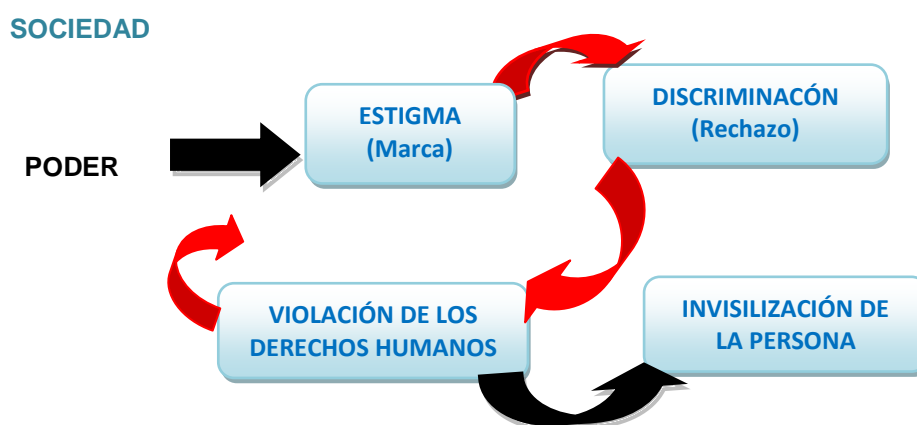 SOCIEDAD
ESTIGMA
(Marca)
DISCRIMINACÓN
(Rechazo)
PODER
VIOLACIÓN DE LOS
DERECHOS HUMANOS
INVISILIZACIÓN DE
LA PERSONA